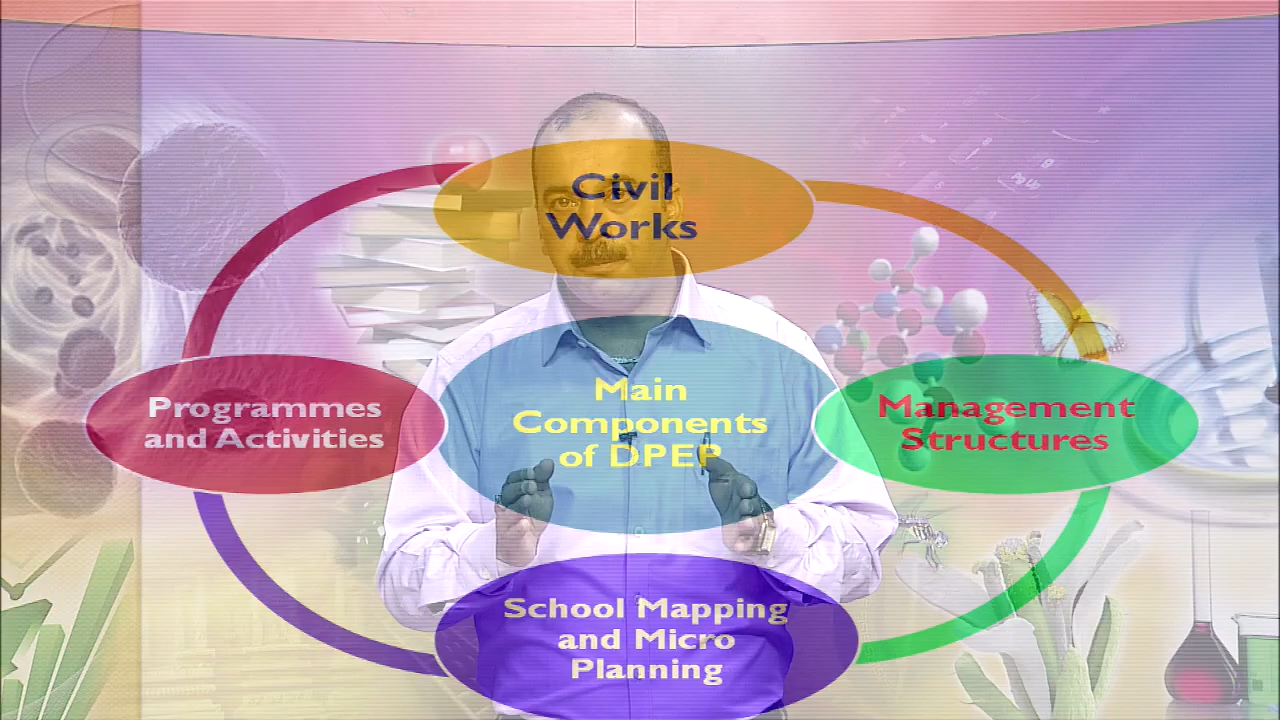 Civil
Works
Programmes
and Activities
Main
Components
of DPEP
Management
Structures
School Mapping
and Micro
Planning